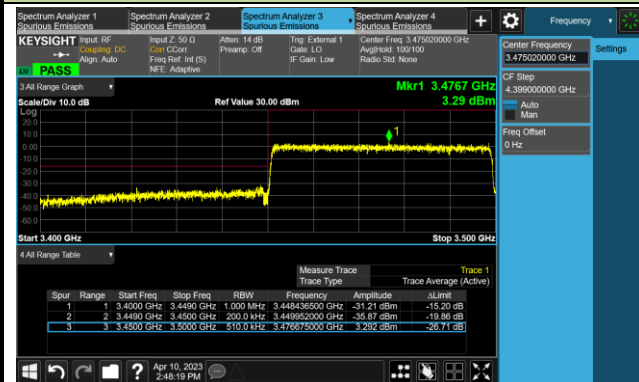 Spectrum Analyzer 1
Spurious Emissions
Spectrum Analyzer 2
Spurious Emissions
Spectrum Analyzer 3
Spurious Emissions
Spectrum Analyzer 4
Spurious Emissions
Frequency
KEYSIGHT
Input: RF
Coupling: DC
Align: Auto
Input Z: 50 Ω
Corr CCorr
Freq Ref: Int (S)
NFE: Adaptive
Atten: 14 dB
Preamp: Off
Trig: External 1
Gate: LO
IF Gain: Low
Center Freq: 3.475020000 GHz
Avg|Hold: 100/100
Radio Std: None
PASS
Center Frequency
3.475020000 GHz
Settings
CF Step
4.399000000 GHz
Auto
Man
Freq Offset
0 Hz
3 All Range Graph
Mkr1 3.4767 GHz
Scale/Div 10.0 dB
Ref Value 30.00 dBm
3.29 dBm
Log
20.0
10.0
0.00
-10.0
-20.0
-30.0
-40.0
-50.0
-60.0
1
Start 3.400 GHz
Stop 3.500 GHz
4 All Range Table
Measure Trace Trace 1
Trace Type Trace Average (Active)
Spur Range Start Freq Stop Freq RBW Frequency Amplitude ΔLimit
1 1 3.4000 GHz 3.4490 GHz 1.000 MHz 3.448436500 GHz -31.21 dBm -15.20 dB
2 2 3.4490 GHz 3.4500 GHz 200.0 kHz 3.449952000 GHz -35.87 dBm -19.86 dB
3 3 3.4500 GHz 3.5000 GHz 510.0 kHz 3.476675000 GHz 3.292 dBm -26.71 dB
Apr 10, 2023
2:48:19 PM